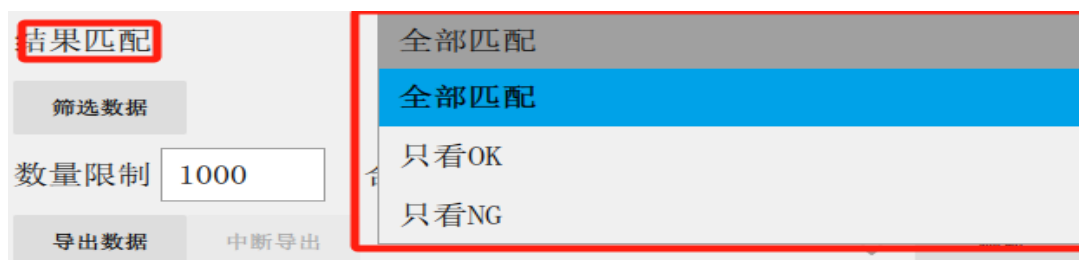 结果匹配
全部匹配
全部匹配
筛选数据
只看OK
数量限制 1000
只看NG
导出数据 中断导出